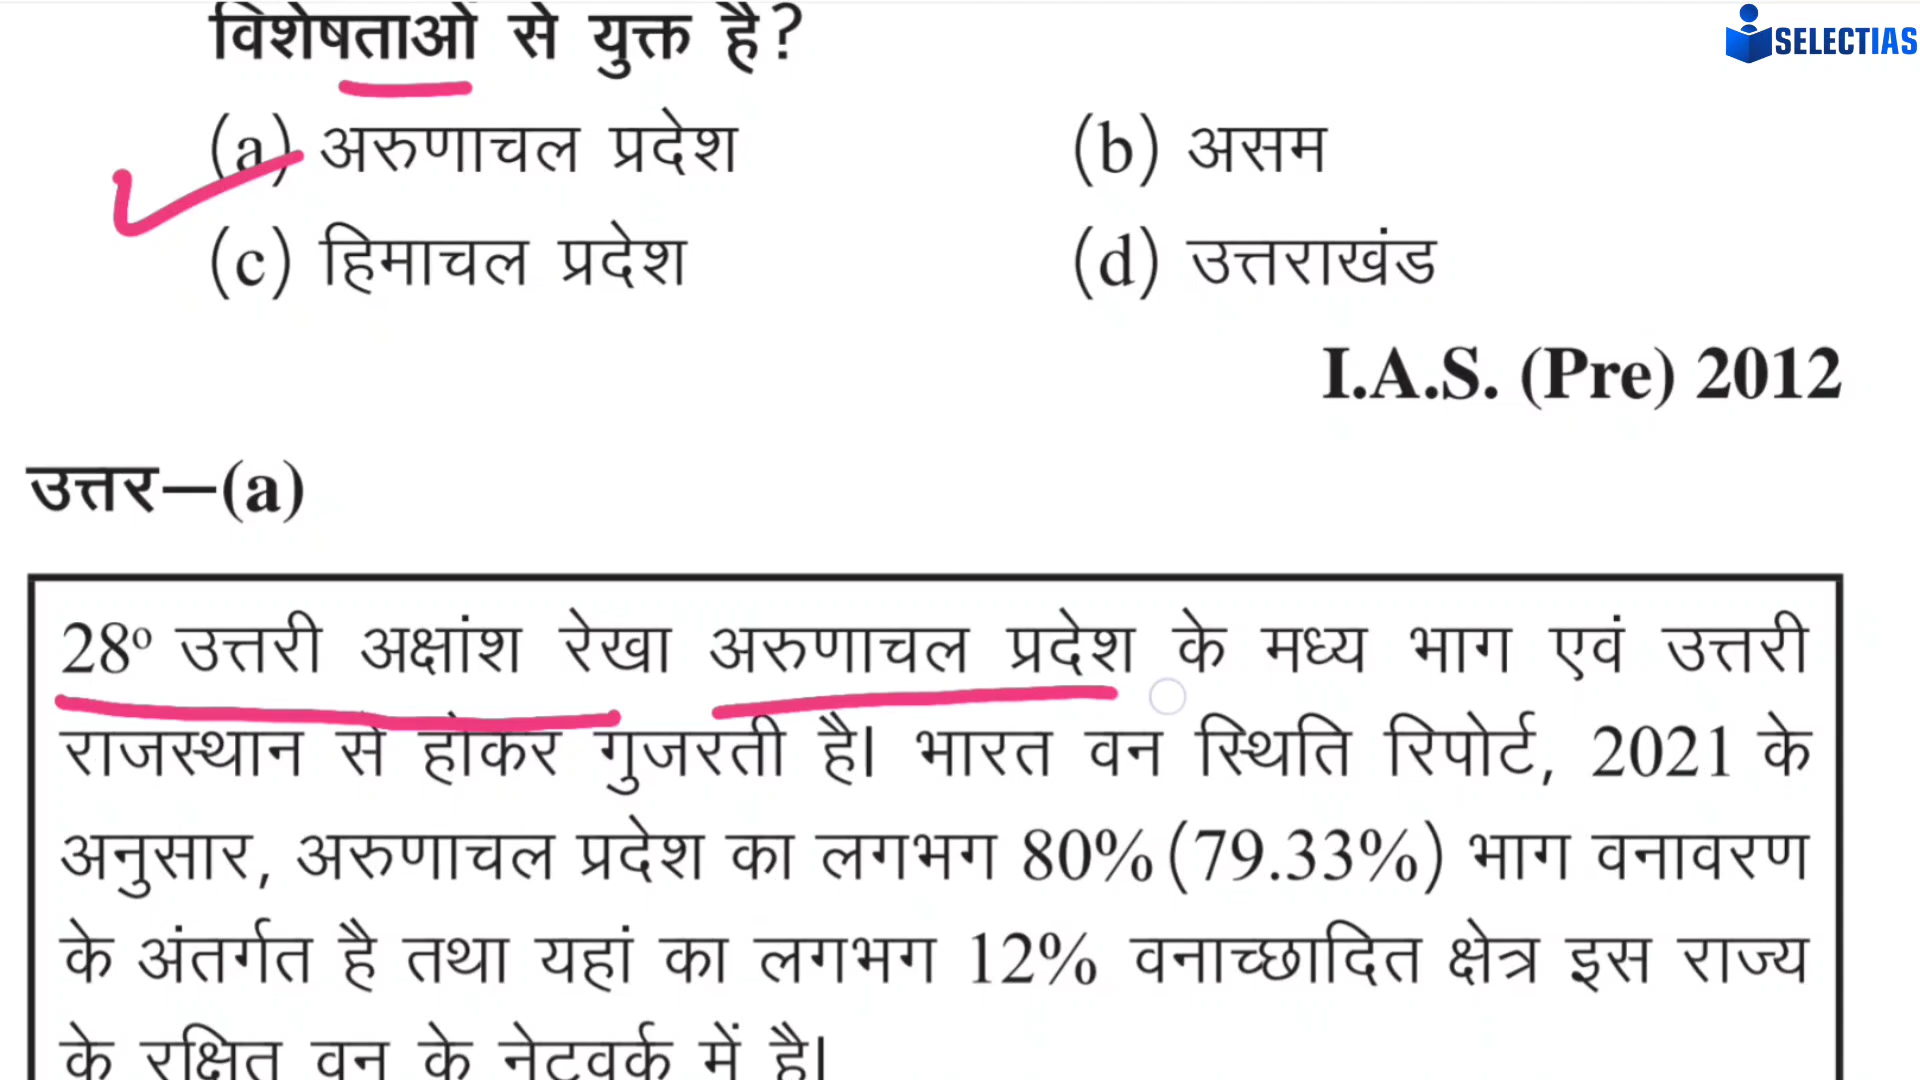 विशेषताओं से युक्त है?
SELECTIAS
(a) अरुणाचल प्रदेश (b) असम
(c) हिमाचल प्रदेश (d) उत्तराखंड
I.A.S. (Pre) 2012
उत्तर—(a)
28º उत्तरी अक्षांश रेखा अरुणाचल प्रदेश के मध्य भाग एवं उत्तरी
राजस्थान से होकर गुजरती है। भारत वन स्थिति रिपोर्ट, 2021 के
अनुसार, अरुणाचल प्रदेश का लगभग 80% (79.33%) भाग वनावरण
के अंतर्गत है तथा यहां का लगभग 12% वनाच्छादित क्षेत्र इस राज्य
के रक्षित वन के नेटवर्क में है।